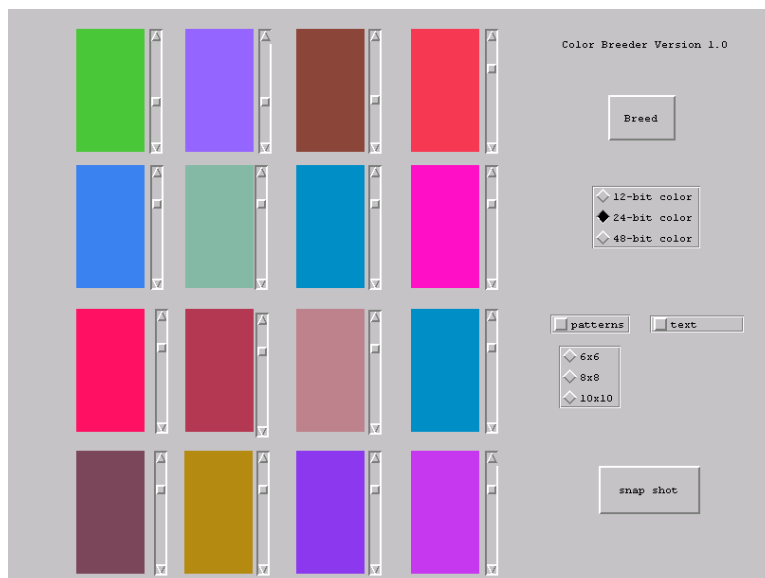 Color Breeder Version 1.0
Breed
12-bit color
24-bit color
48-bit color
patterns
text
6x6
8x8
10x10
snap shot